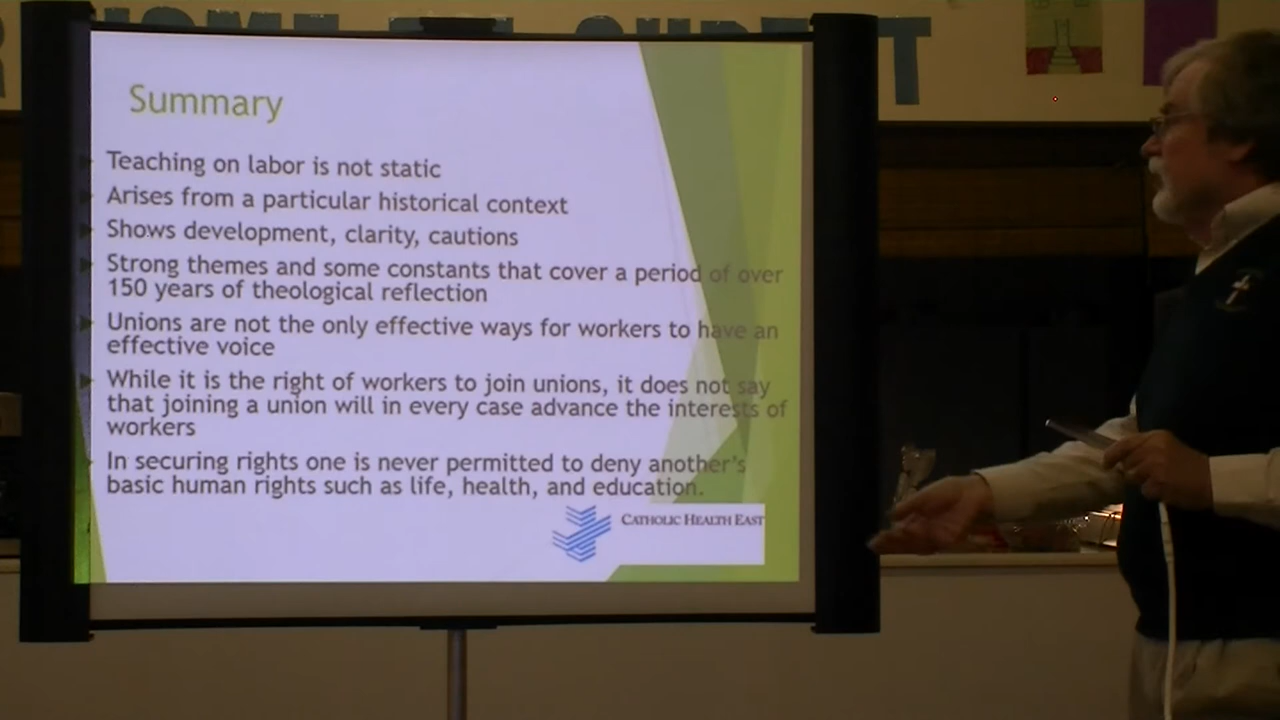 Summary
Teaching on labor is not static
Arises from a particular historical context
Shows development, clarity, cautions
Strong themes and some constants that cover a period of over
150 years of theological reflection
Unions are not the only effective ways for workers to have an
effective voice
While it is the right of workers to join unions, it does not say
that joining a union will in every case advance the interests of
workers
In securing rights one is never permitted to deny another's
basic human rights such as life, health, and education.
CATHOLIC HEALTH EAST